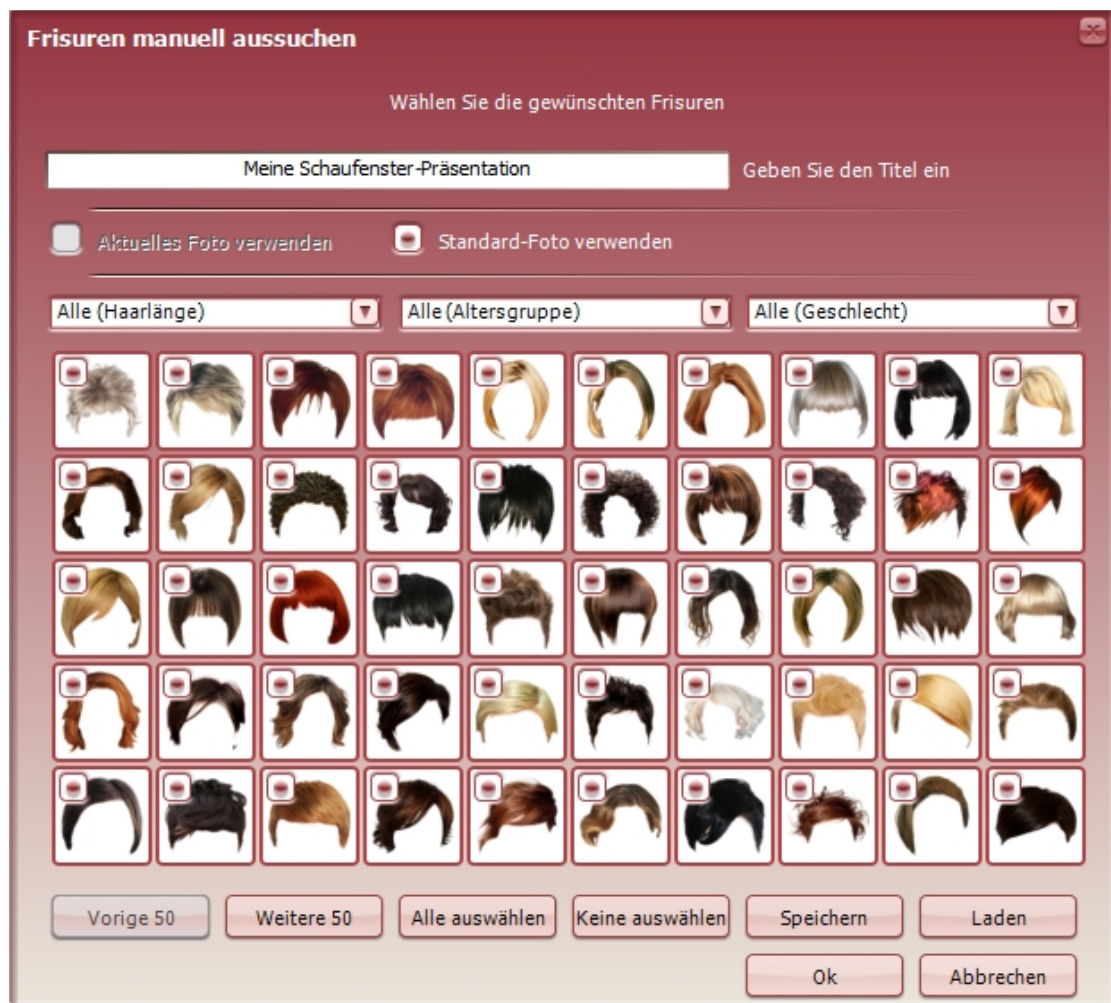 Frisuren manuell aussuchen
Wählen Sie die gewünschten Frisuren
Meine Schaufenster-Präsentation Geben Sie den Titel ein
Aktuelles Foto verwenden Standard-Foto verwenden
Alle (Haarlänge) Alle (Altersgruppe) Alle (Geschlecht)
Vorige 50 Weitere 50 Alle auswählen Keine auswählen Speichern Laden
Ok Abbrechen